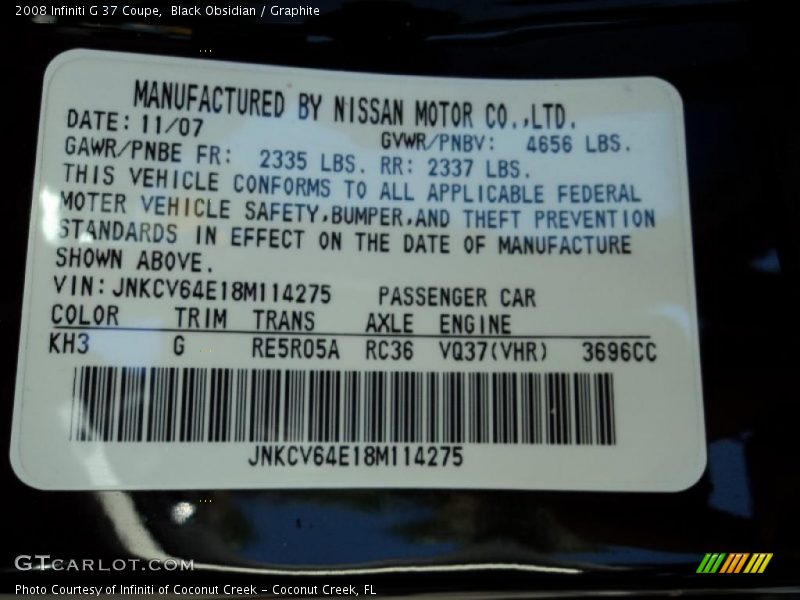 2008 Infiniti G 37 Coupe, Black Obsidian / Graphite
MANUFACTURED BY NISSAN MOTOR CO.,LTD.
DATE: 11/07 GVWR/PNBV: 4656 LBS.
GAWR/PNBE FR: 2335 LBS. RR: 2337 LBS.
THIS VEHICLE CONFORMS TO ALL APPLICABLE FEDERAL
MOTER VEHICLE SAFETY,BUMPER,AND THEFT PREVENTION
STANDARDS IN EFFECT ON THE DATE OF MANUFACTURE
SHOWN ABOVE.
VIN: JNKCV64E18M114275 PASSENGER CAR
COLOR TRIM TRANS AXLE ENGINE
KH3 G RE5R05A RC36 VQ37(VHR) 3696CC
JNKCV64E18M114275
GTCARLOT.COM
Photo Courtesy of Infiniti of Coconut Creek – Coconut Creek, FL